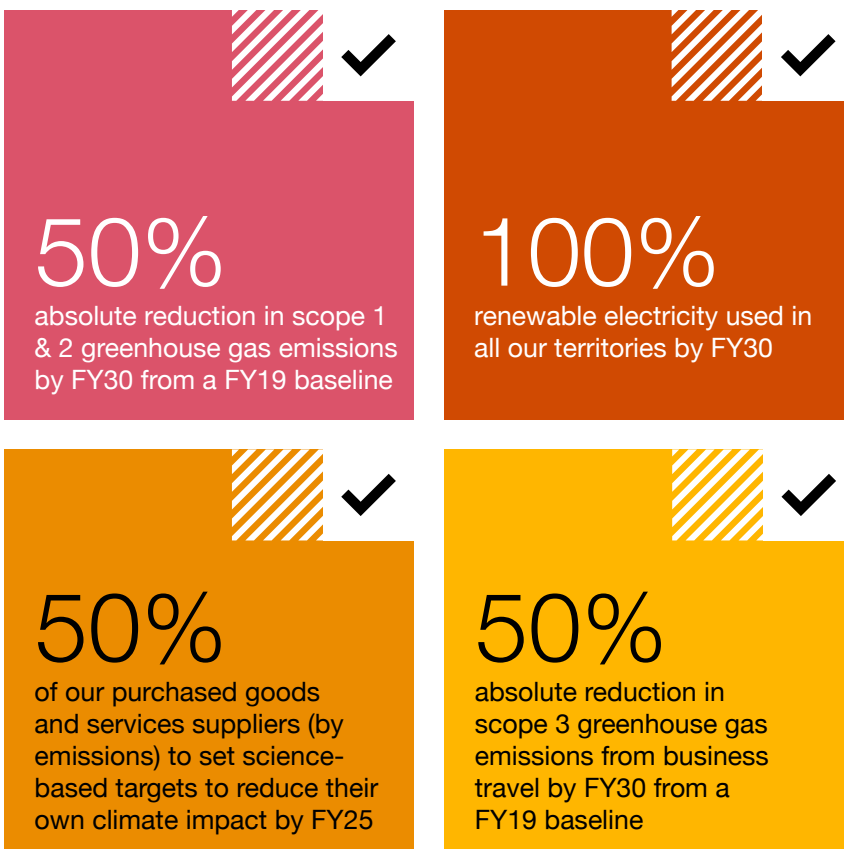 50%
absolute reduction in scope 1
& 2 greenhouse gas emissions
by FY30 from a FY19 baseline
100%
renewable electricity used in
all our territories by FY30
50%
of our purchased goods
and services suppliers (by
emissions) to set science-
based targets to reduce their
own climate impact by FY25
50%
absolute reduction in
scope 3 greenhouse gas
emissions from business
travel by FY30 from a
FY19 baseline